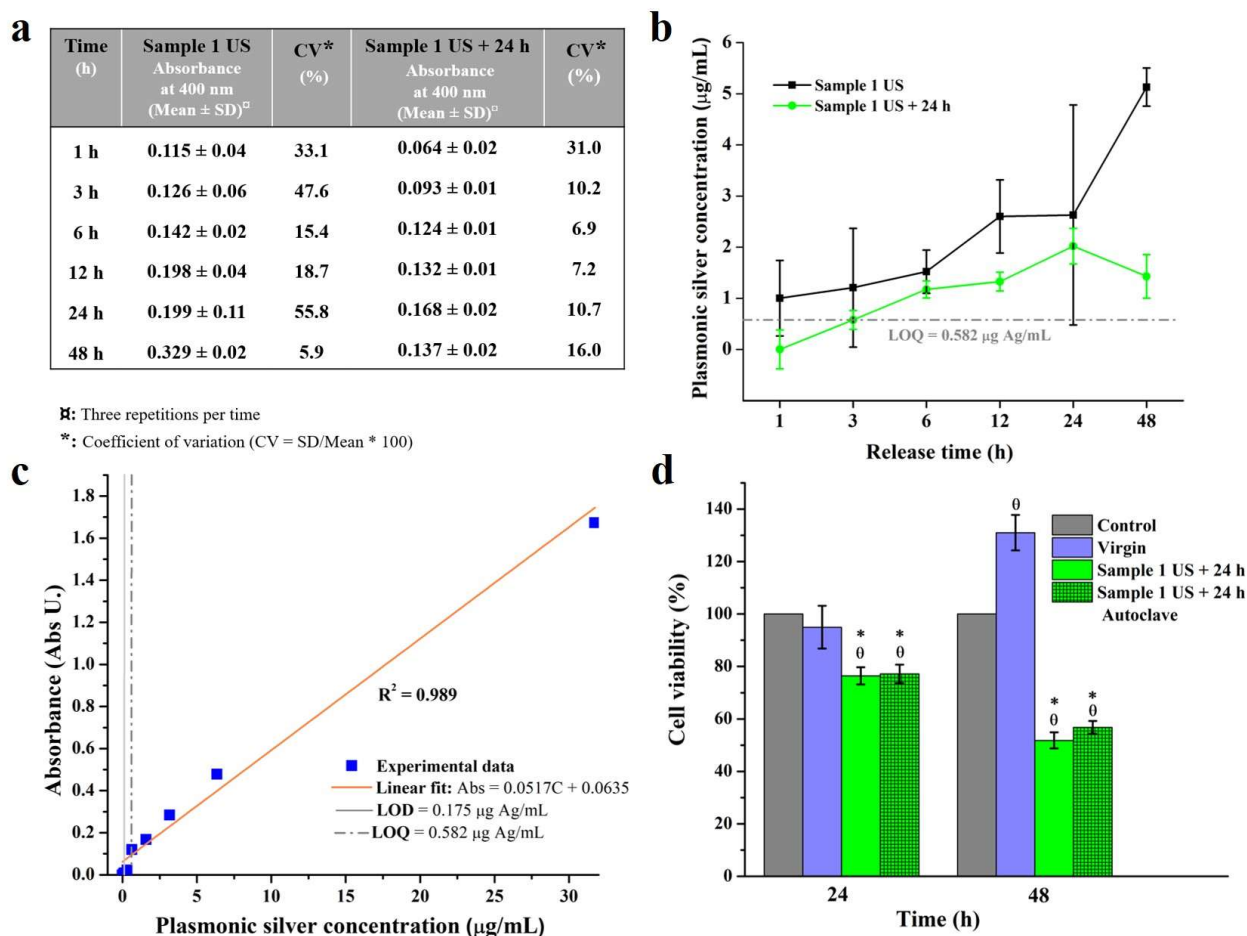 a
Time
(h)
Sample 1 US
Absorbance
at 400 nm
(Mean ± SD)¤
CV*
(%)
Sample 1 US + 24 h
Absorbance
at 400 nm
(Mean ± SD)¤
CV*
(%)
1 h 0.115 ± 0.04 33.1 0.064 ± 0.02 31.0
3 h 0.126 ± 0.06 47.6 0.093 ± 0.01 10.2
6 h 0.142 ± 0.02 15.4 0.124 ± 0.01 6.9
12 h 0.198 ± 0.04 18.7 0.132 ± 0.01 7.2
24 h 0.199 ± 0.11 55.8 0.168 ± 0.02 10.7
48 h 0.329 ± 0.02 5.9 0.137 ± 0.02 16.0
¤: Three repetitions per time
*: Coefficient of variation (CV = SD/Mean * 100)
b
Plasmonic silver concentration (µg/mL)
6
5
4
3
2
1
0
Sample 1 US
Sample 1 US + 24 h
LOQ = 0.582 µg Ag/mL
1 3 6 12 24 48
Release time (h)
c
Absorbance (Abs U.)
1.8
1.6
1.4
1.2
1.0
0.8
0.6
0.4
0.2
0.0
R² = 0.989
Experimental data
Linear fit: Abs = 0.0517C + 0.0635
LOD = 0.175 µg Ag/mL
LOQ = 0.582 µg Ag/mL
0 5 10 15 20 25 30
Plasmonic silver concentration (µg/mL)
d
Cell viability (%)
140
120
100
80
60
40
20
0
Control
Virgin
Sample 1 US + 24 h
Sample 1 US + 24 h
Autoclave
* *
θ θ
θ
* *
θ θ
24 48
Time (h)